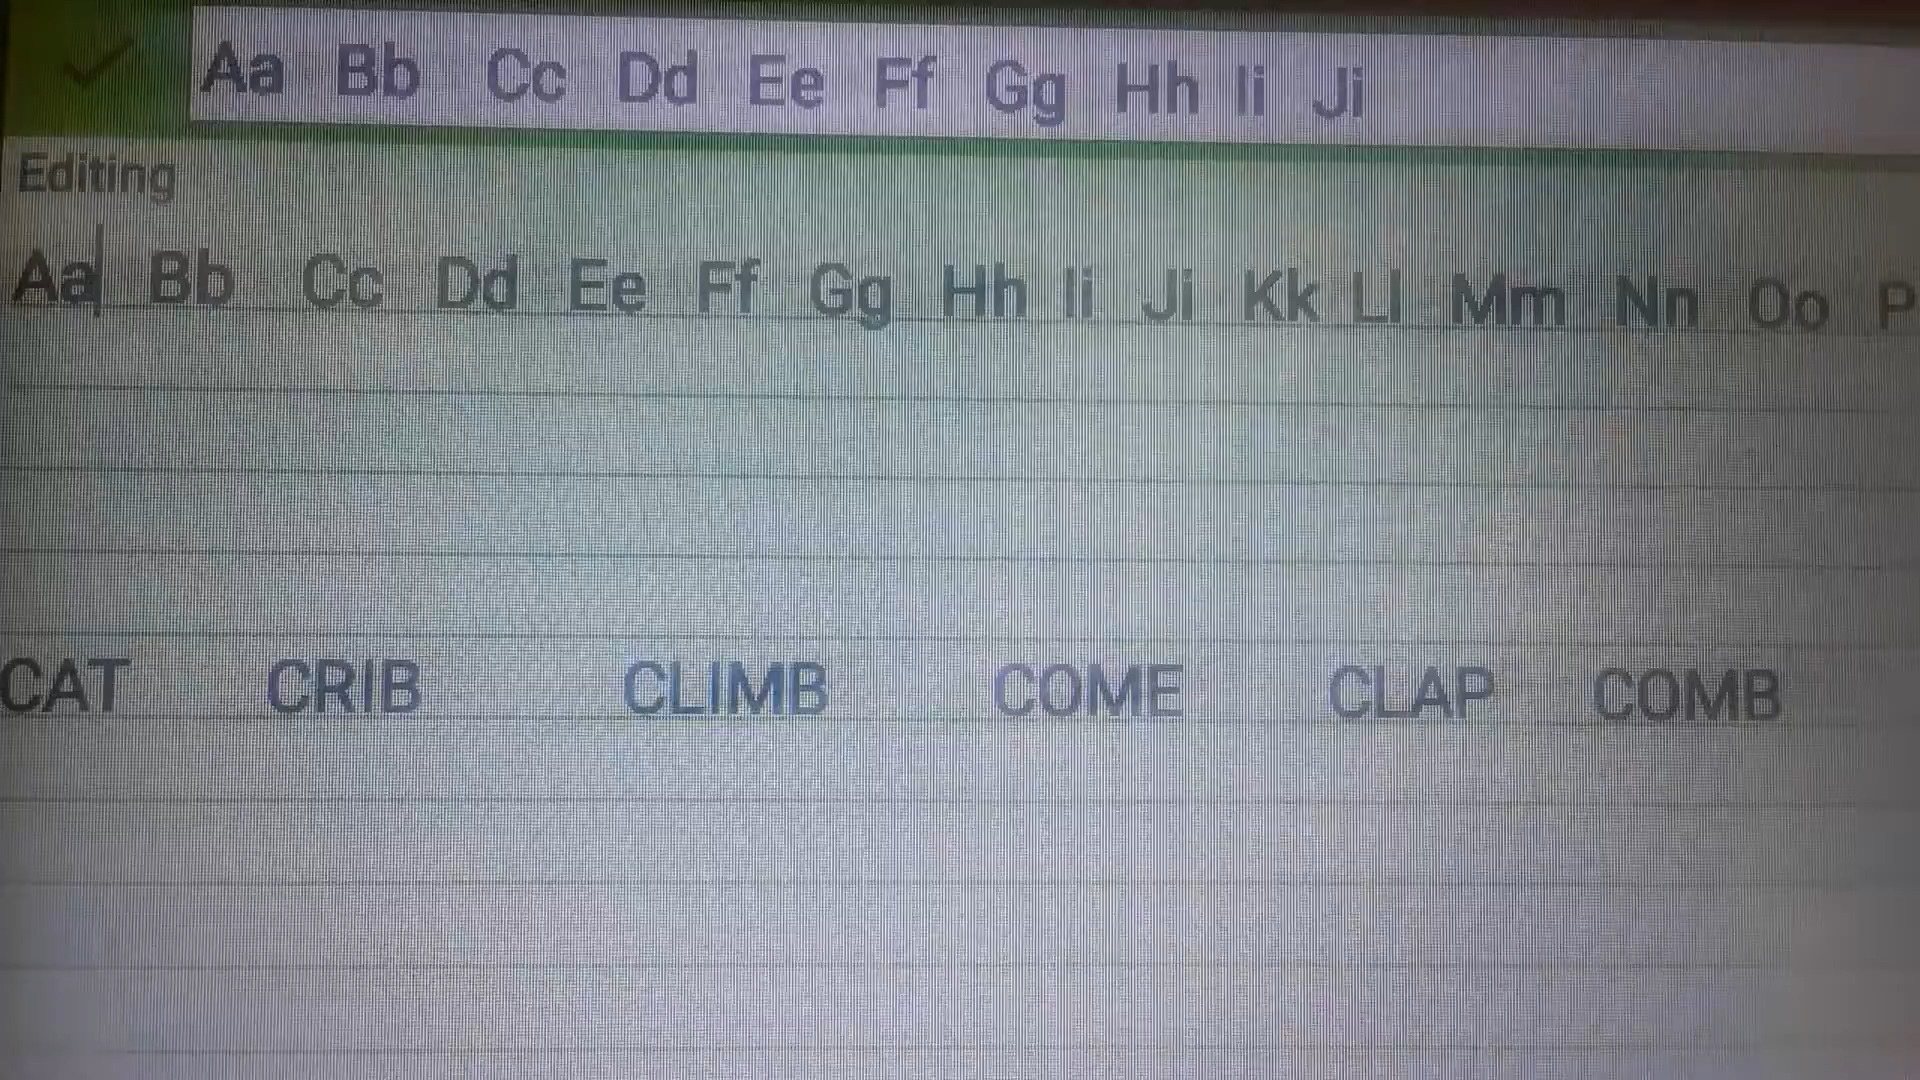 Aa Bb Cc Dd Ee Ff Gg Hh Ii Ji
Editing
Aa Bb Cc Dd Ee Ff Gg Hh Ii Ji Kk Ll Mm Nn Oo P
CAT CRIB CLIMB COME CLAP COMB